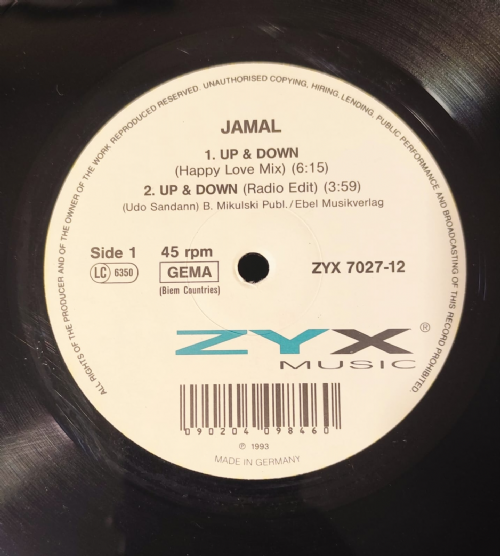 ALL RIGHTS OF THE PRODUCER AND OF THE OWNER OF THE WORK REPRODUCED RESERVED. UNAUTHORISED COPYING, HIRING, LENDING, PUBLIC PERFORMANCE AND BROADCASTING OF THIS RECORD PROHIBITED
JAMAL
1. UP & DOWN
(Happy Love Mix) (6:15)
2. UP & DOWN (Radio Edit) (3:59)
(Udo Sandann) B. Mikulski Publ./Ebel Musikverlag
Side 1 45 rpm
LC 6350 GEMA ZYX 7027-12
(Biem Countries)
ZYX®
MUSIC
090204 098460
℗ 1993
MADE IN GERMANY